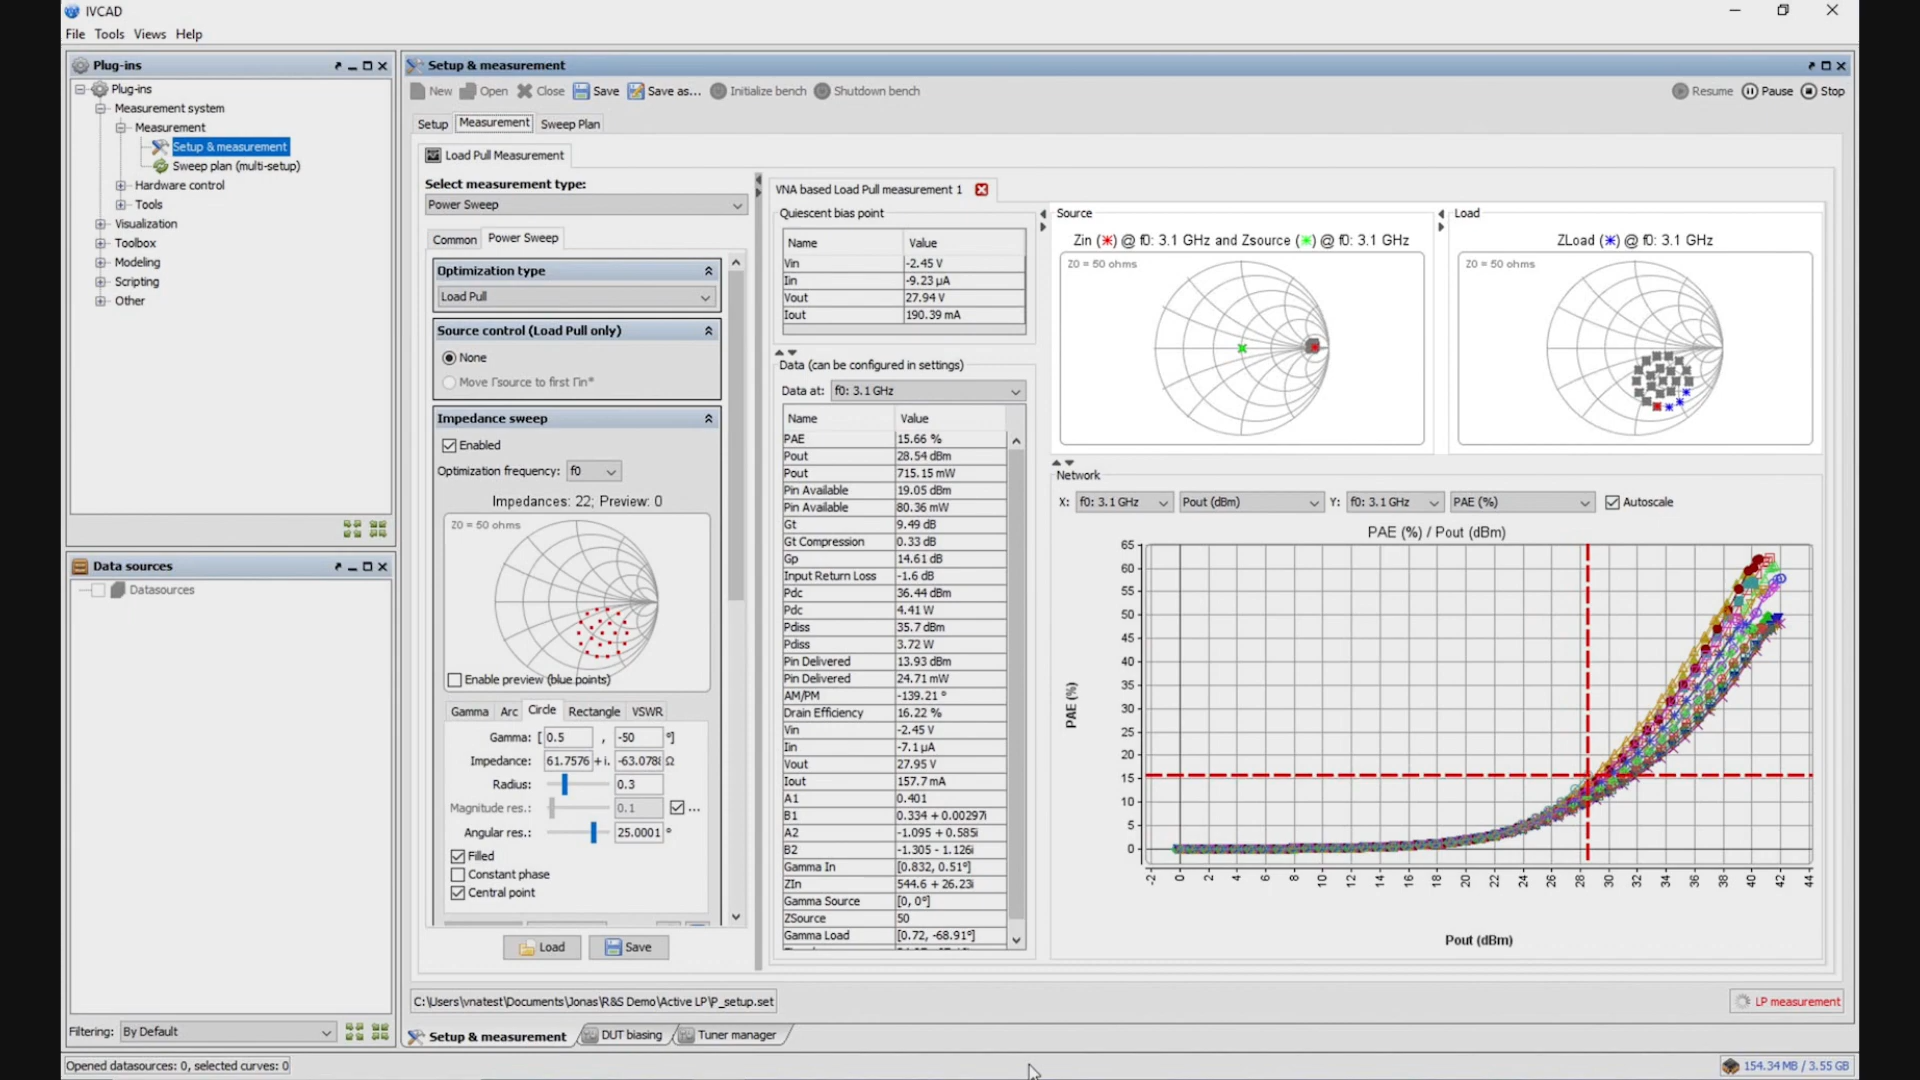 IVCAD
File Tools Views Help
Plug-ins
Plug-ins
Measurement system
Measurement
Setup & measurement
Sweep plan (multi-setup)
Hardware control
Tools
Visualization
Toolbox
Modeling
Scripting
Other
Data sources
Datasources
Filtering: By Default
Opened datasources: 0, selected curves: 0
Setup & measurement
New Open Close Save Save as... Initialize bench Shutdown bench Resume Pause Stop
Setup Measurement Sweep Plan
Load Pull Measurement
Select measurement type:
Power Sweep
Common Power Sweep
Optimization type
Load Pull
Source control (Load Pull only)
None
Move Γsource to first Γin*
Impedance sweep
Enabled
Optimization frequency: f0
Impedances: 22; Preview: 0
Z0 = 50 ohms
Enable preview (blue points)
Gamma Arc Circle Rectangle VSWR
Gamma: [ 0.5 , -50 °]
Impedance: 61.7576 +i. -63.078 Ω
Radius: 0.3
Magnitude res.: 0.1 ...
Angular res.: 25.0001 °
Filled
Constant phase
Central point
Load Save
VNA based Load Pull measurement 1
Quiescent bias point
Name Value
Vin -2.45 V
Iin -9.23 µA
Vout 27.94 V
Iout 190.39 mA
Data (can be configured in settings)
Data at: f0: 3.1 GHz
Name Value
PAE 15.66 %
Pout 28.54 dBm
Pout 715.15 mW
Pin Available 19.05 dBm
Pin Available 80.36 mW
Gt 9.49 dB
Gt Compression 0.33 dB
Gp 14.61 dB
Input Return Loss -1.6 dB
Pdc 36.44 dBm
Pdc 4.41 W
Pdiss 35.7 dBm
Pdiss 3.72 W
Pin Delivered 13.93 dBm
Pin Delivered 24.71 mW
AM/PM -139.21 °
Drain Efficiency 16.22 %
Vin -2.45 V
Iin -7.1 µA
Vout 27.95 V
Iout 157.7 mA
A1 0.401
B1 0.334 + 0.00297i
A2 -1.095 + 0.585i
B2 -1.305 - 1.126i
Gamma In [0.832, 0.51°]
ZIn 544.6 + 26.23i
Gamma Source [0, 0°]
ZSource 50
Gamma Load [0.72, -68.91°]
Source
Zin (*) @ f0: 3.1 GHz and Zsource (*) @ f0: 3.1 GHz
Z0 = 50 ohms
Load
ZLoad (*) @ f0: 3.1 GHz
Z0 = 50 ohms
Network
X: f0: 3.1 GHz Pout (dBm) Y: f0: 3.1 GHz PAE (%) Autoscale
PAE (%) / Pout (dBm)
65
60
55
50
45
40
35
30
25
20
15
10
5
0
PAE (%)
-2 0 2 4 6 8 10 12 14 16 18 20 22 24 26 28 30 32 34 36 38 40 42 44
Pout (dBm)
C:\Users\vnatest\Documents\Jonas\R&S Demo\Active LP\P_setup.set
LP measurement
Setup & measurement DUT biasing Tuner manager
154.34 MB / 3.55 GB